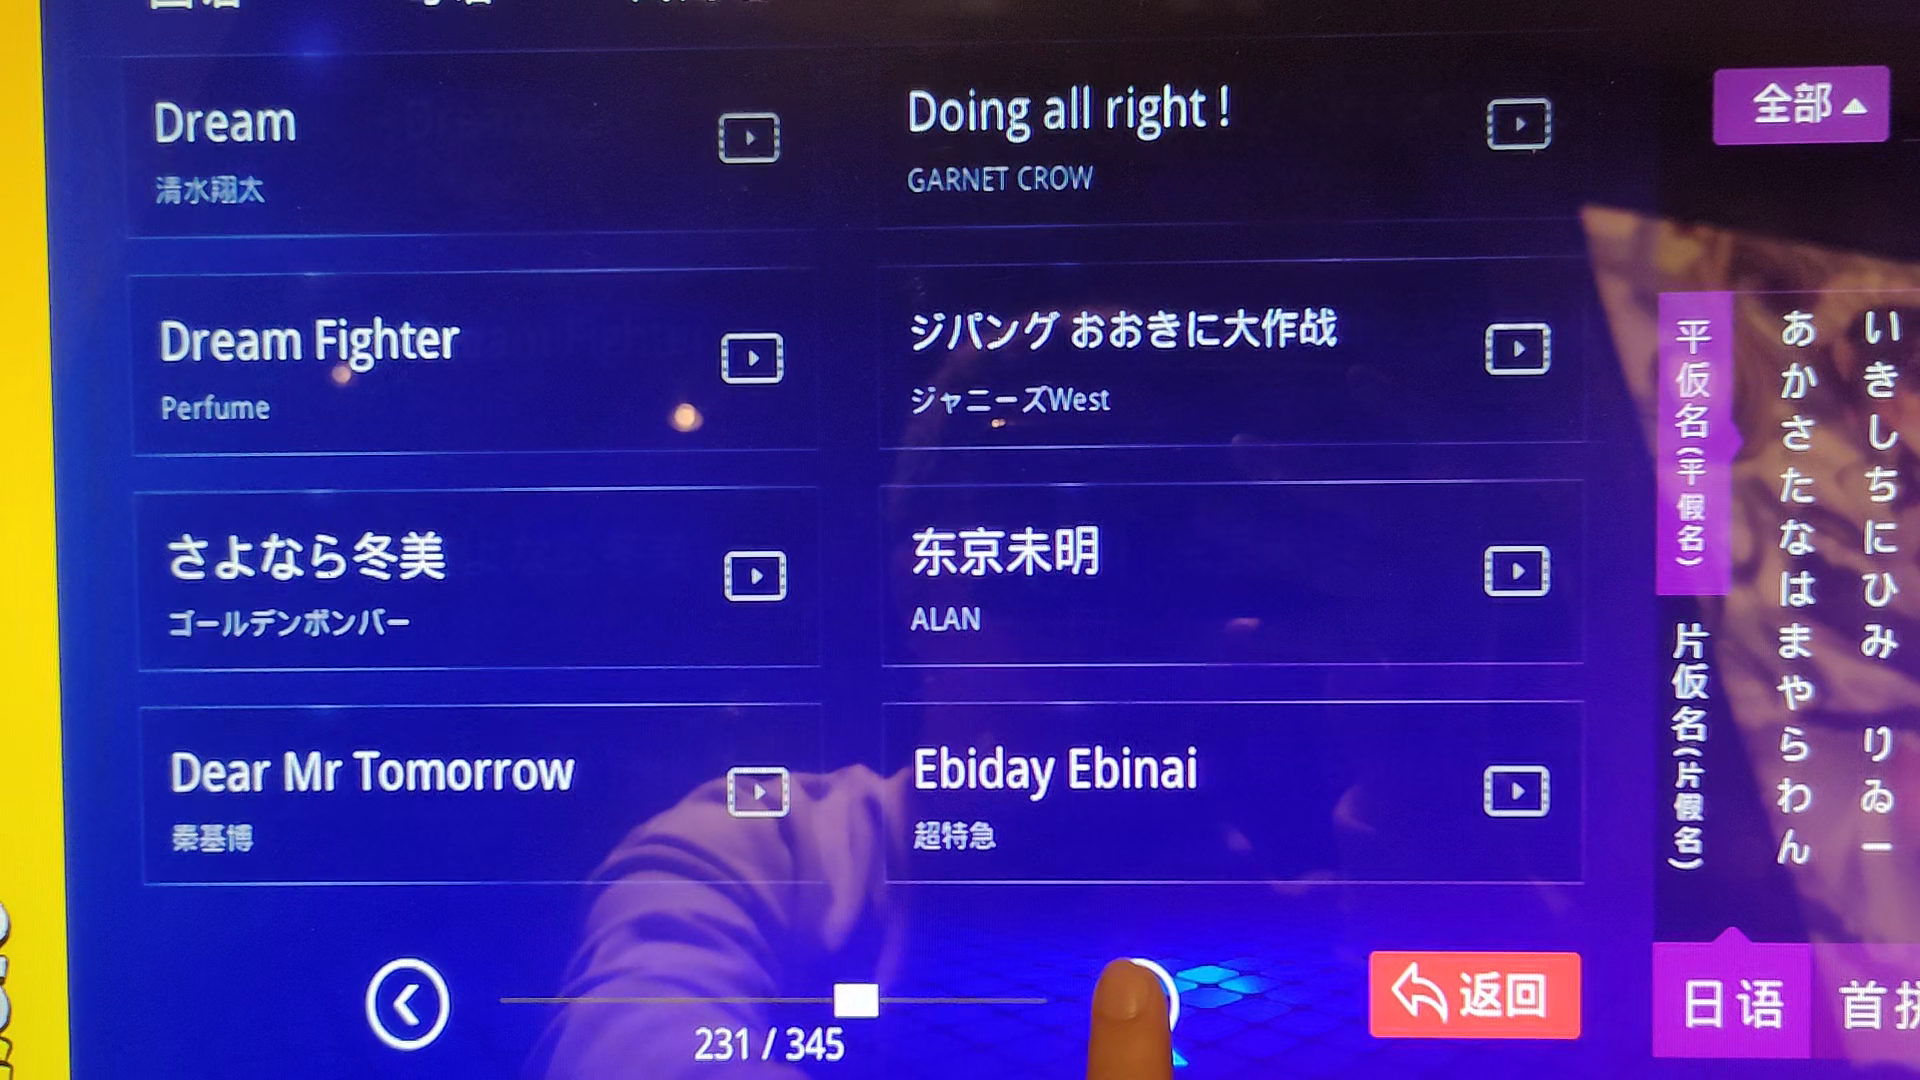 Dream
清水翔太
Doing all right !
GARNET CROW
Dream Fighter
Perfume
ジパング おおきに大作战
ジャニーズWest
さよなら冬美
ゴールデンボンバー
东京未明
ALAN
Dear Mr Tomorrow
秦基博
Ebiday Ebinai
超特急
231 / 345
返回
全部
平仮名(平假名)
片仮名(片假名)
あかさたなはまやらわん
いきしちにひみ りゐー
日语
首拼